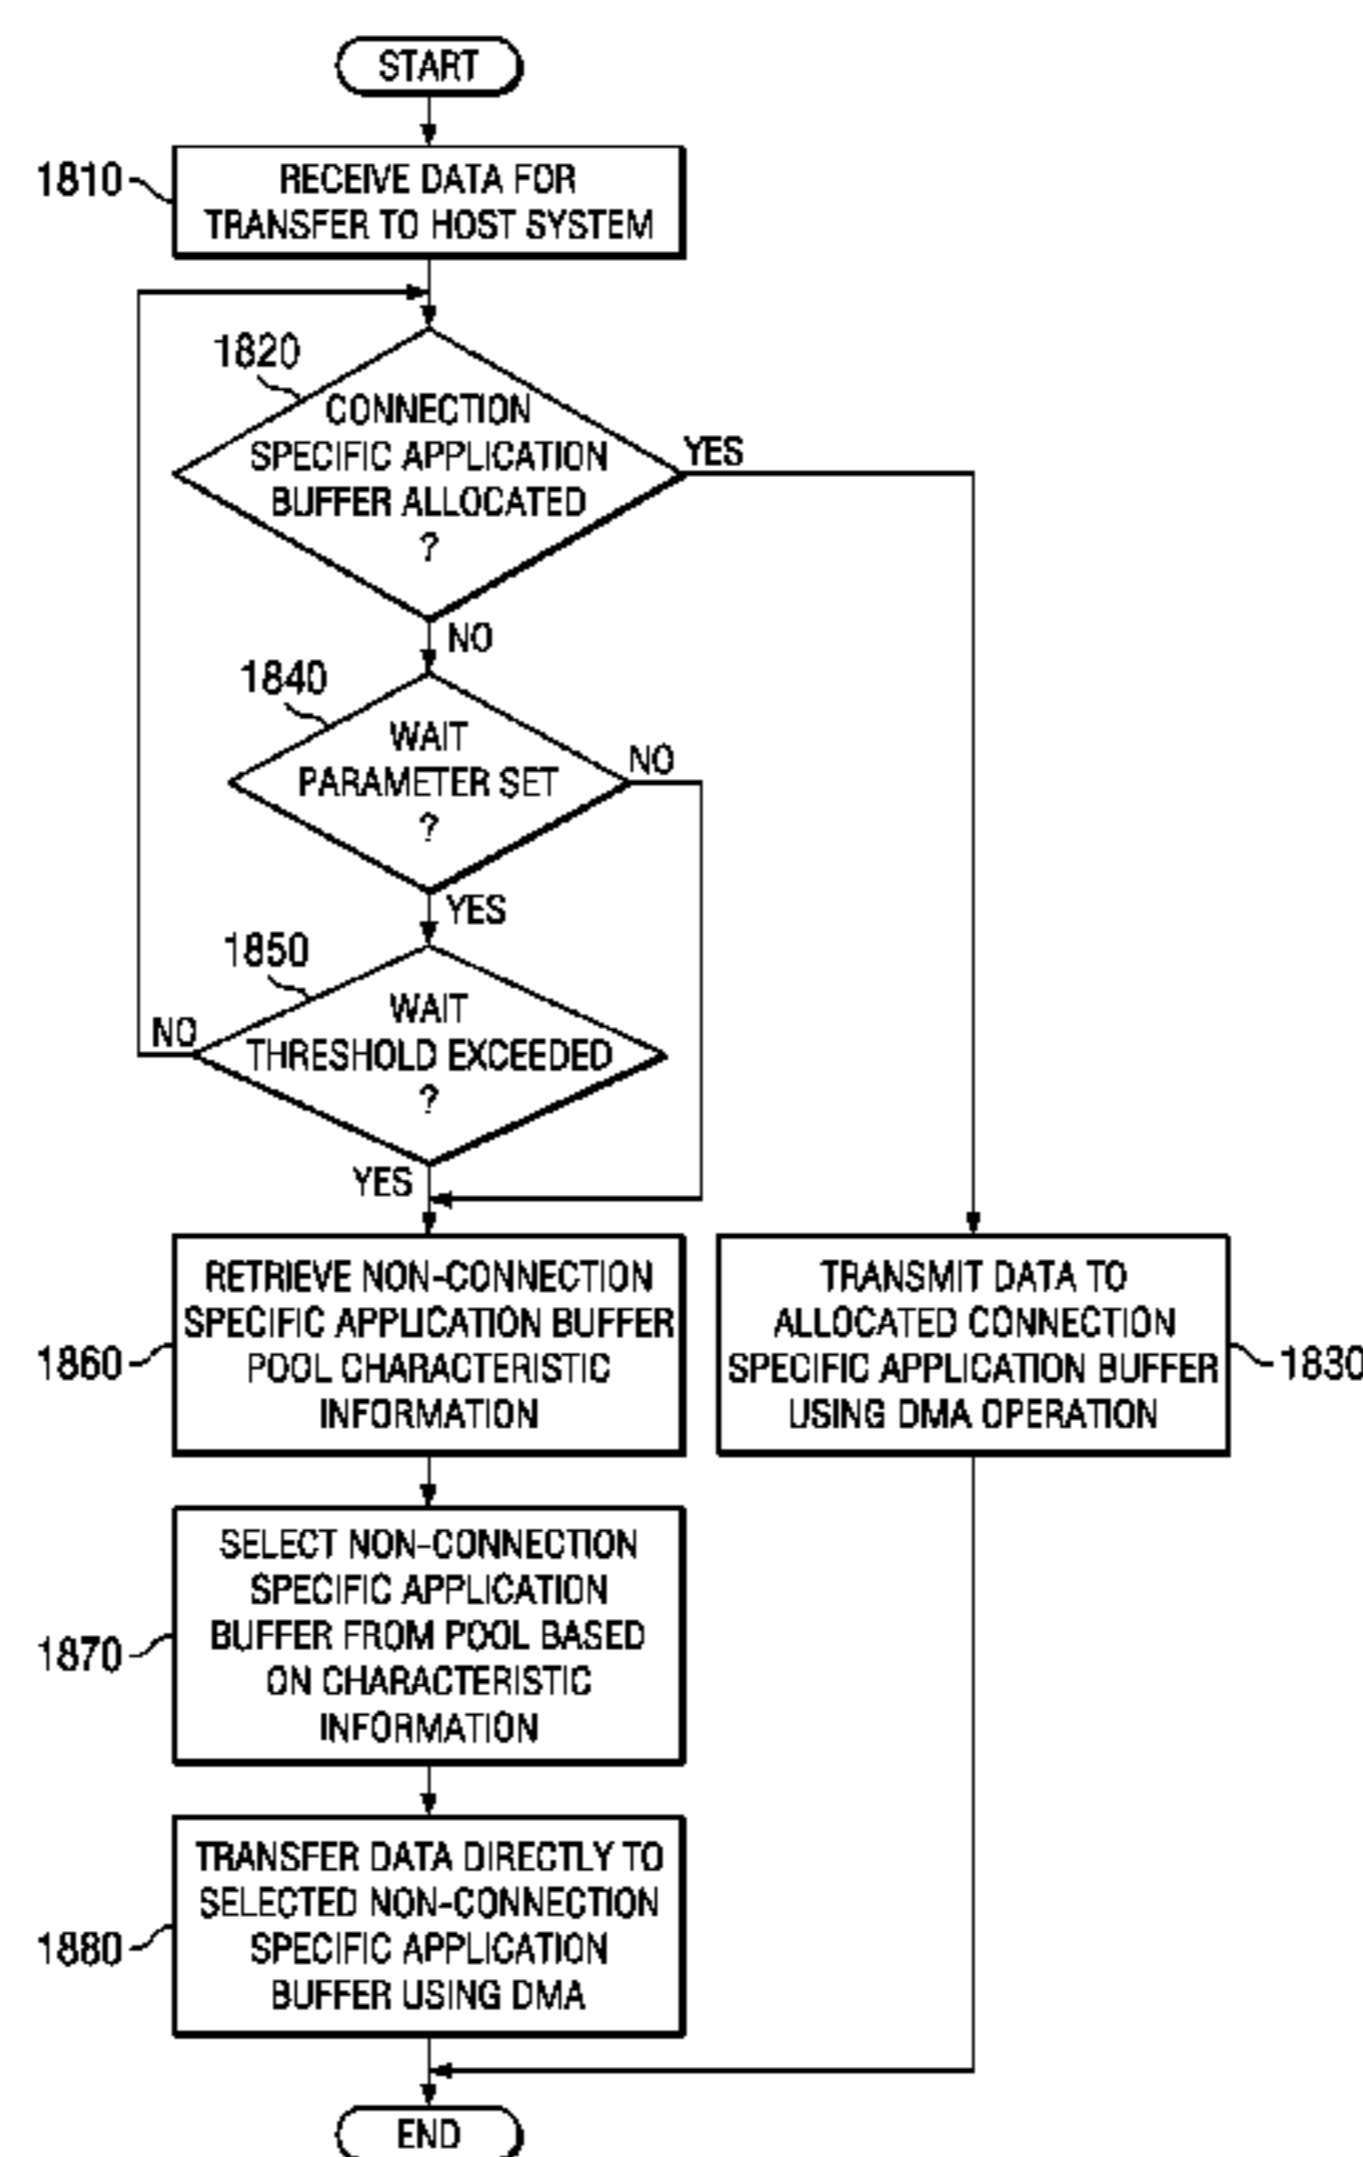 START
1810
RECEIVE DATA FOR
TRANSFER TO HOST SYSTEM
1820
CONNECTION
SPECIFIC APPLICATION
BUFFER ALLOCATED
?
YES
NO
1840
WAIT
PARAMETER SET
?
NO
YES
1850
WAIT
THRESHOLD EXCEEDED
?
NO
YES
1860
RETRIEVE NON-CONNECTION
SPECIFIC APPLICATION BUFFER
POOL CHARACTERISTIC
INFORMATION
TRANSMIT DATA TO
ALLOCATED CONNECTION
SPECIFIC APPLICATION BUFFER
USING DMA OPERATION
1830
1870
SELECT NON-CONNECTION
SPECIFIC APPLICATION
BUFFER FROM POOL BASED
ON CHARACTERISTIC
INFORMATION
1880
TRANSFER DATA DIRECTLY TO
SELECTED NON-CONNECTION
SPECIFIC APPLICATION
BUFFER USING DMA
END